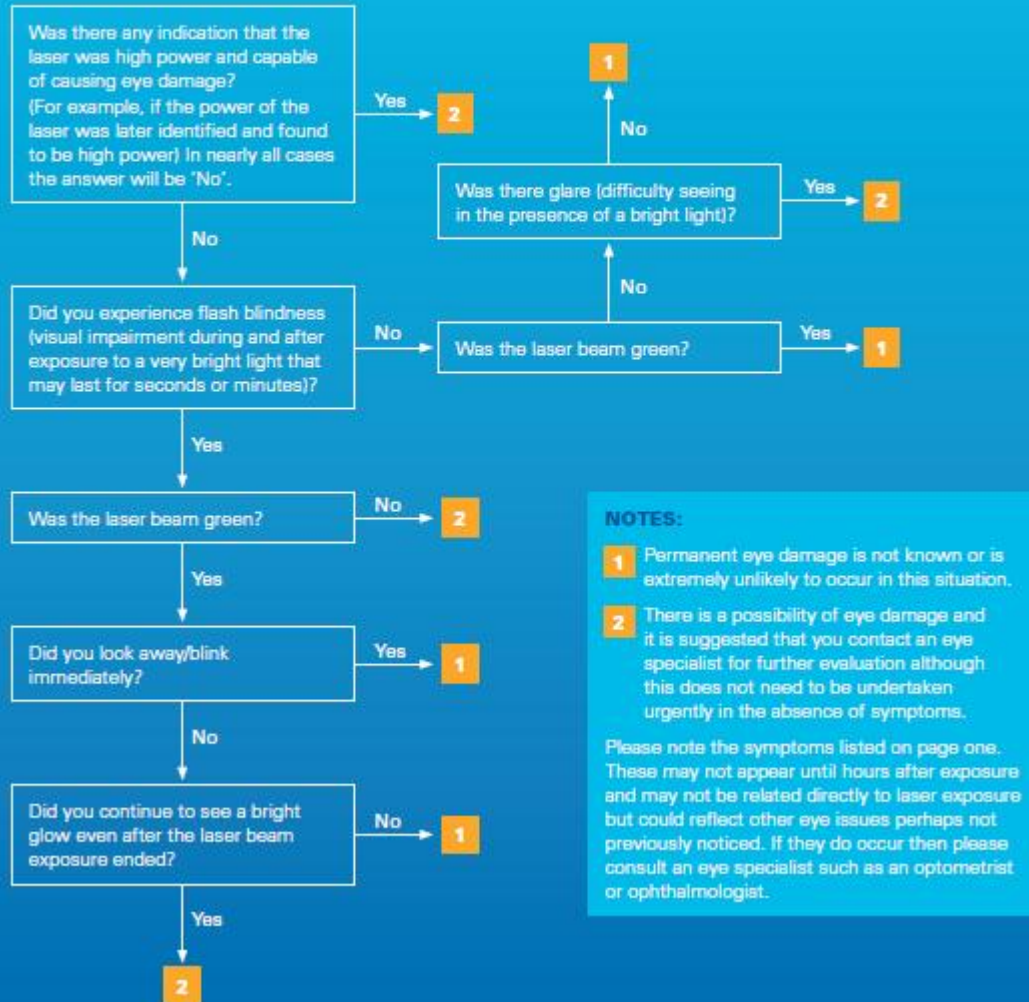 Was there any indication that the
laser was high power and capable
of causing eye damage?
(For example, if the power of the
laser was later identified and found
to be high power) In nearly all cases
the answer will be 'No'.
Yes
2
No
Did you experience flash blindness
(visual impairment during and after
exposure to a very bright light that
may last for seconds or minutes)?
No
Was the laser beam green?
Yes
1
No
Was there glare (difficulty seeing
in the presence of a bright light)?
Yes
2
No
1
Yes
Was the laser beam green?
No
2
Yes
Did you look away/blink
immediately?
Yes
1
No
Did you continue to see a bright
glow even after the laser beam
exposure ended?
No
1
Yes
2
NOTES:
1 Permanent eye damage is not known or is
extremely unlikely to occur in this situation.
2 There is a possibility of eye damage and
it is suggested that you contact an eye
specialist for further evaluation although
this does not need to be undertaken
urgently in the absence of symptoms.
Please note the symptoms listed on page one.
These may not appear until hours after exposure
and may not be related directly to laser exposure
but could reflect other eye issues perhaps not
previously noticed. If they do occur then please
consult an eye specialist such as an optometrist
or ophthalmologist.